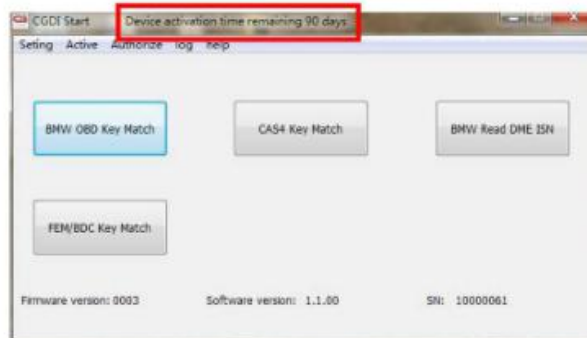 CGDI Start Device activation time remaining 90 days
Seting Active Authorize log help
BMW OBD Key Match CAS4 Key Match BMW Read DME ISN
FEM/BDC Key Match
Firmware version: 0003 Software version: 1.1.00 SN: 10000061